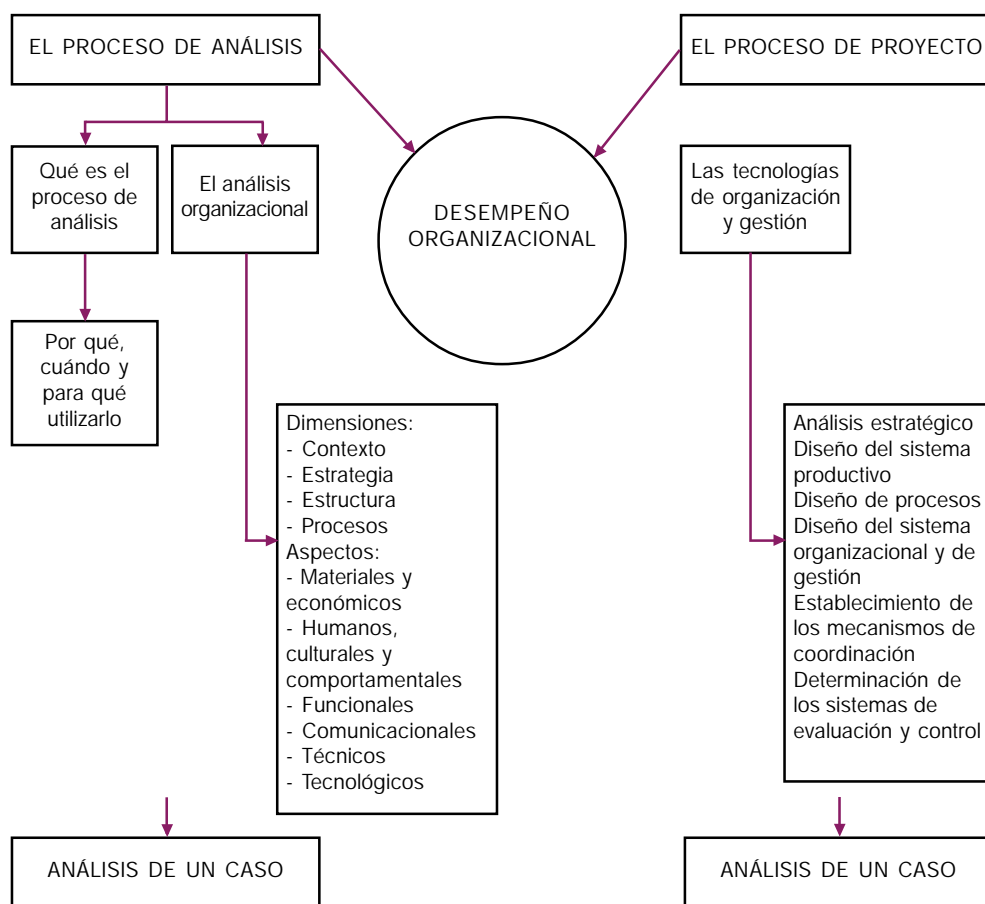 EL PROCESO DE ANÁLISIS
EL PROCESO DE PROYECTO
Qué es el
proceso de
análisis
El análisis
organizacional
DESEMPEÑO
ORGANIZACIONAL
Las tecnologías
de organización
y gestión
Por qué,
cuándo y
para qué
utilizarlo
Dimensiones:
- Contexto
- Estrategia
- Estructura
- Procesos
Aspectos:
- Materiales y
económicos
- Humanos,
culturales y
comportamentales
- Funcionales
- Comunicacionales
- Técnicos
- Tecnológicos
Análisis estratégico
Diseño del sistema
productivo
Diseño de procesos
Diseño del sistema
organizacional y de
gestión
Establecimiento de
los mecanismos de
coordinación
Determinación de
los sistemas de
evaluación y control
ANÁLISIS DE UN CASO
ANÁLISIS DE UN CASO